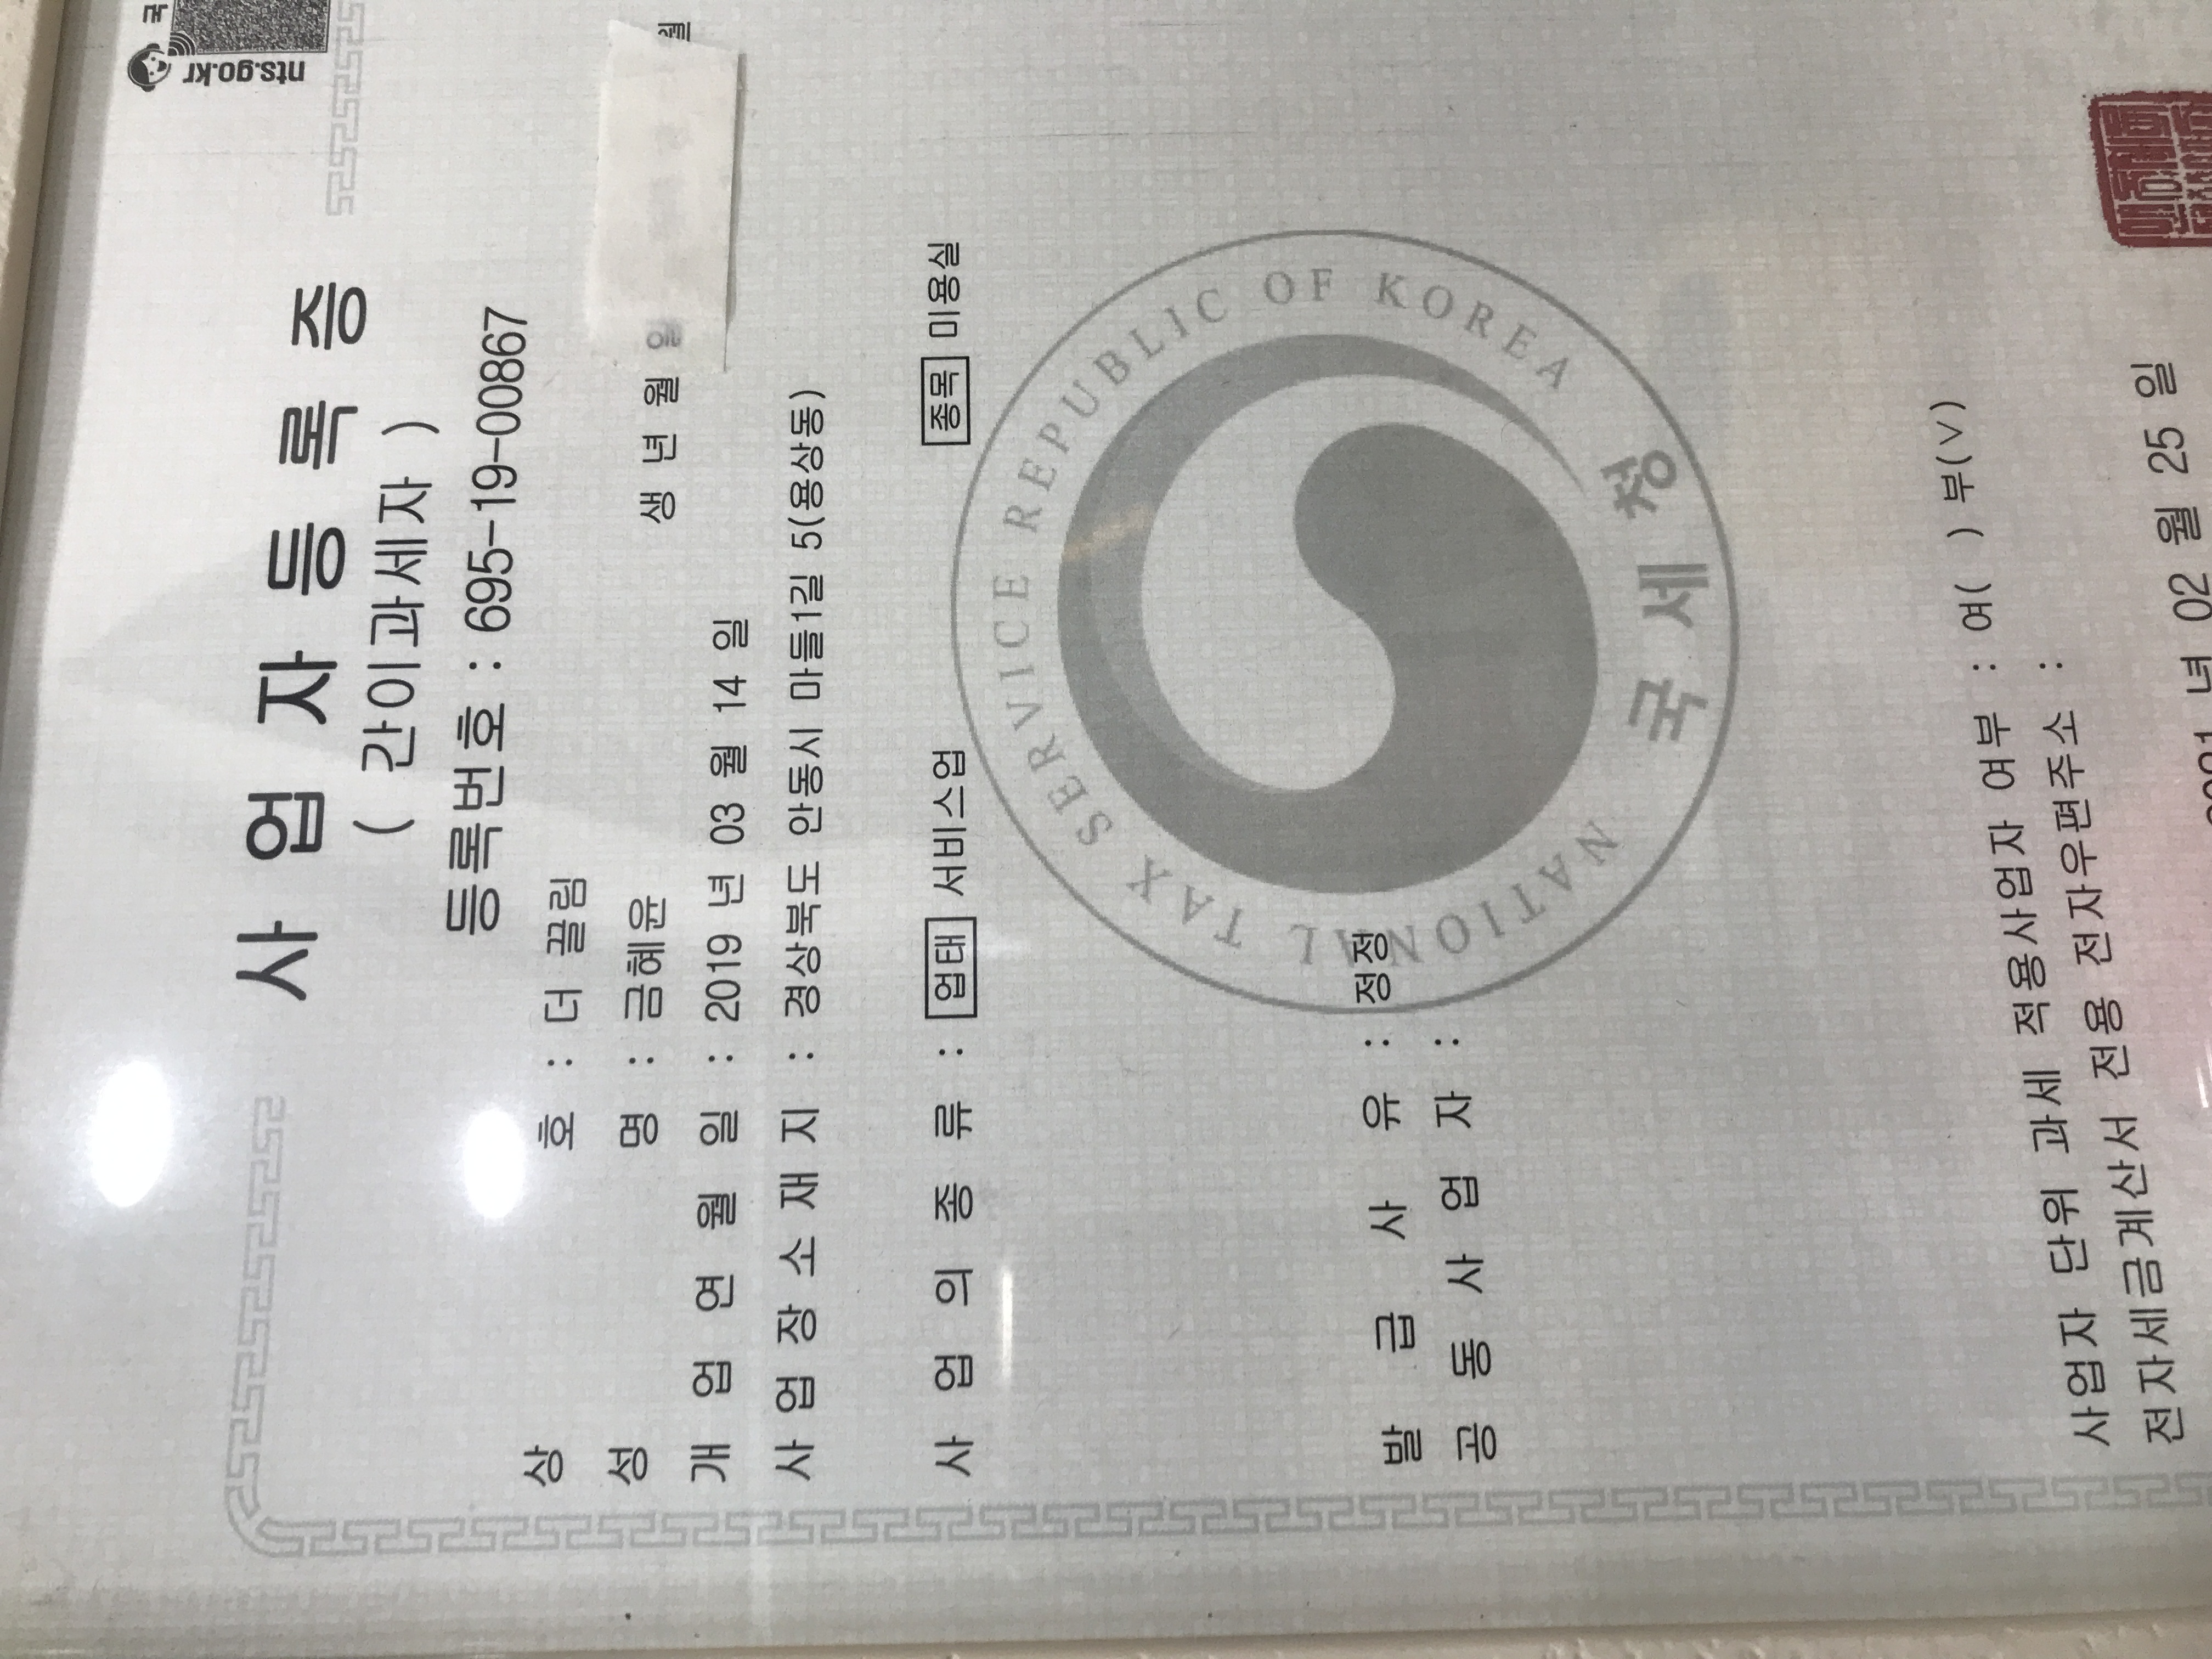 nts.go.kr
사업자등록증
( 간이과세자 )
등록번호 : 695-19-00867
상 호 : 더 끌림
성 명 : 금혜윤 생 년 월 일
월
개 업 연 월 일 : 2019 년 03 월 14 일
사 업 장 소 재 지 : 경상북도 안동시 마들1길 5(용상동)
사 업 의 종 류 : 업태 서비스업 종목 미용실
NATIONAL TAX SERVICE REPUBLIC OF KOREA
국세청
발 급 사 유 : 정정
공 동 사 업 자 :
사업자 단위 과세 적용사업자 여부 : 여( ) 부(V)
전자세금계산서 전용 전자우편주소 :
년 02 월 25 일